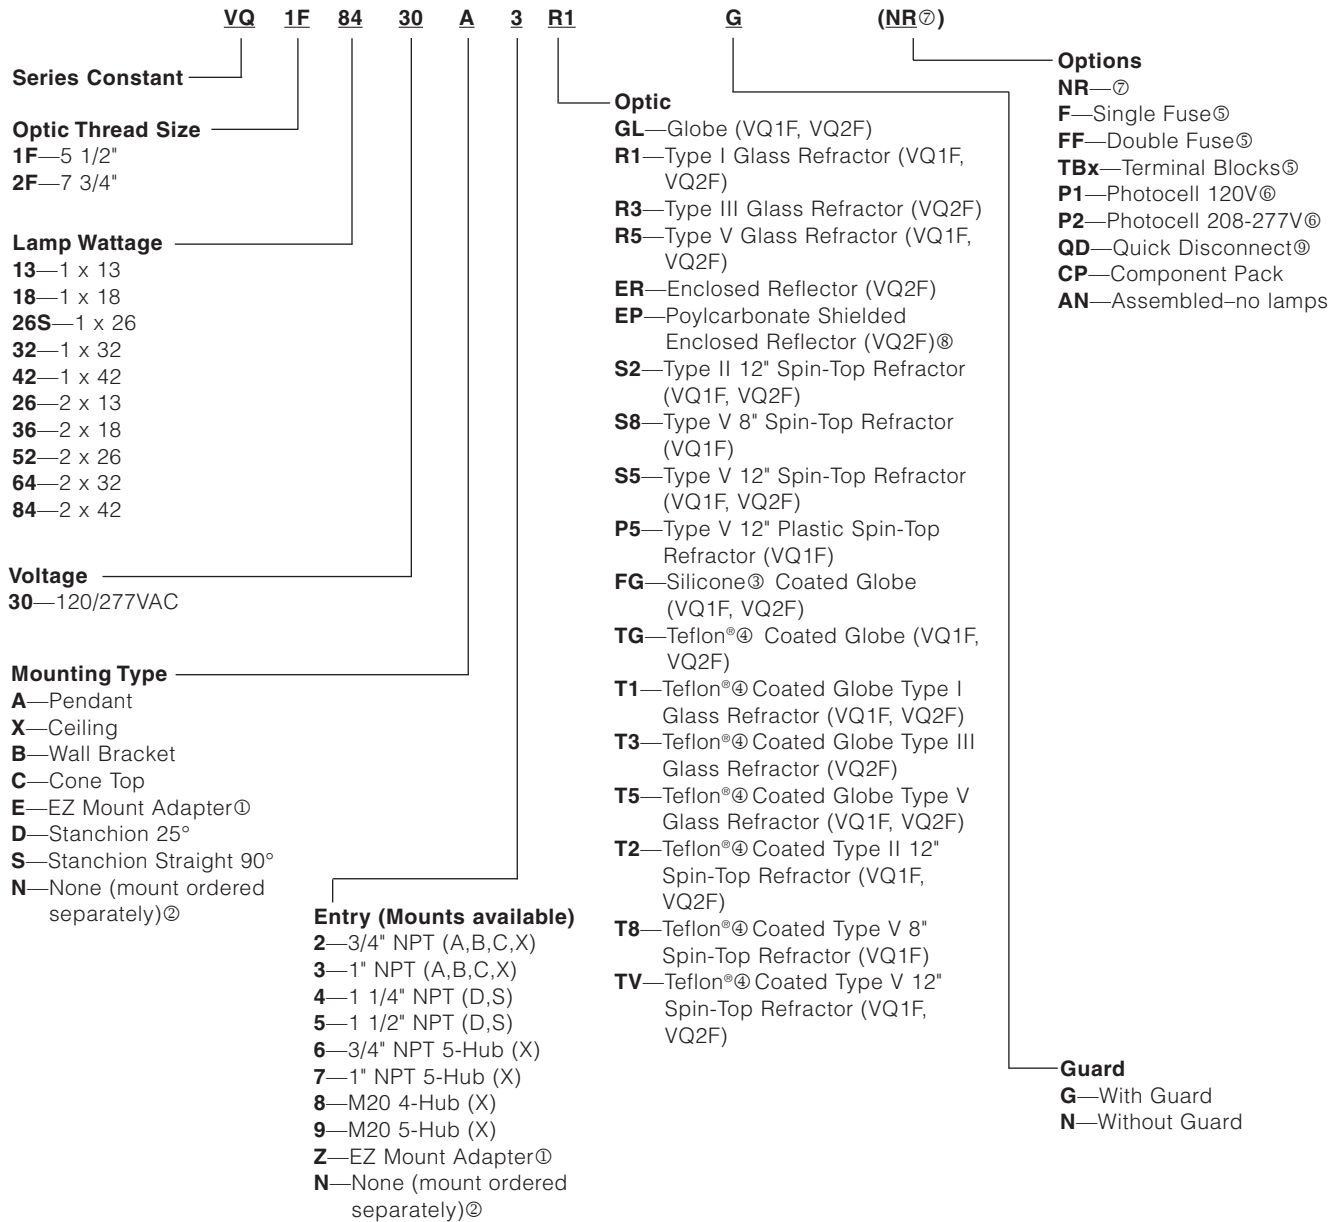 VQ 1F 84 30 A 3 R1 G (NR⑦)
Series Constant
Optic Thread Size
1F—5 1/2"
2F—7 3/4"
Lamp Wattage
13—1 x 13
18—1 x 18
26S—1 x 26
32—1 x 32
42—1 x 42
26—2 x 13
36—2 x 18
52—2 x 26
64—2 x 32
84—2 x 42
Voltage
30—120/277VAC
Mounting Type
A—Pendant
X—Ceiling
B—Wall Bracket
C—Cone Top
E—EZ Mount Adapter①
D—Stanchion 25°
S—Stanchion Straight 90°
N—None (mount ordered
separately)②
Entry (Mounts available)
2—3/4" NPT (A,B,C,X)
3—1" NPT (A,B,C,X)
4—1 1/4" NPT (D,S)
5—1 1/2" NPT (D,S)
6—3/4" NPT 5-Hub (X)
7—1" NPT 5-Hub (X)
8—M20 4-Hub (X)
9—M20 5-Hub (X)
Z—EZ Mount Adapter①
N—None (mount ordered
separately)②
Optic
GL—Globe (VQ1F, VQ2F)
R1—Type I Glass Refractor (VQ1F,
VQ2F)
R3—Type III Glass Refractor (VQ2F)
R5—Type V Glass Refractor (VQ1F,
VQ2F)
ER—Enclosed Reflector (VQ2F)
EP—Poylcarbonate Shielded
Enclosed Reflector (VQ2F)⑧
S2—Type II 12" Spin-Top Refractor
(VQ1F, VQ2F)
S8—Type V 8" Spin-Top Refractor
(VQ1F)
S5—Type V 12" Spin-Top Refractor
(VQ1F, VQ2F)
P5—Type V 12" Plastic Spin-Top
Refractor (VQ1F)
FG—Silicone③ Coated Globe
(VQ1F, VQ2F)
TG—Teflon®④ Coated Globe (VQ1F,
VQ2F)
T1—Teflon®④ Coated Globe Type I
Glass Refractor (VQ1F, VQ2F)
T3—Teflon®④ Coated Globe Type III
Glass Refractor (VQ2F)
T5—Teflon®④ Coated Globe Type V
Glass Refractor (VQ1F, VQ2F)
T2—Teflon®④ Coated Type II 12"
Spin-Top Refractor (VQ1F,
VQ2F)
T8—Teflon®④ Coated Type V 8"
Spin-Top Refractor (VQ1F)
TV—Teflon®④ Coated Type V 12"
Spin-Top Refractor (VQ1F,
VQ2F)
Options
NR—⑦
F—Single Fuse⑤
FF—Double Fuse⑤
TBx—Terminal Blocks⑤
P1—Photocell 120V⑥
P2—Photocell 208-277V⑥
QD—Quick Disconnect⑨
CP—Component Pack
AN—Assembled–no lamps
Guard
G—With Guard
N—Without Guard